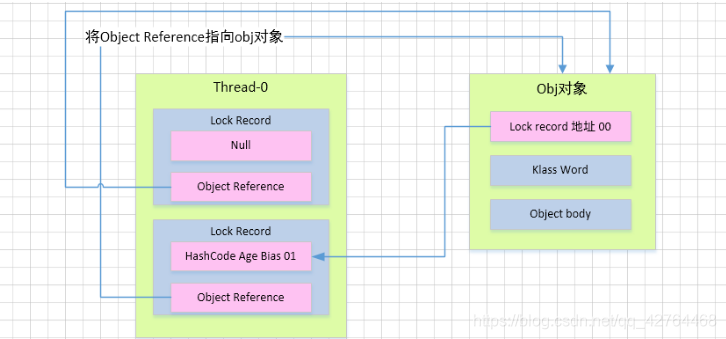 将Object Reference指向obj对象
Thread-0
Lock Record
Null
Object Reference
Lock Record
HashCode Age Bias 01
Object Reference
Obj对象
Lock record 地址 00
Klass Word
Object body
https://blog.csdn.net/qq_42764468